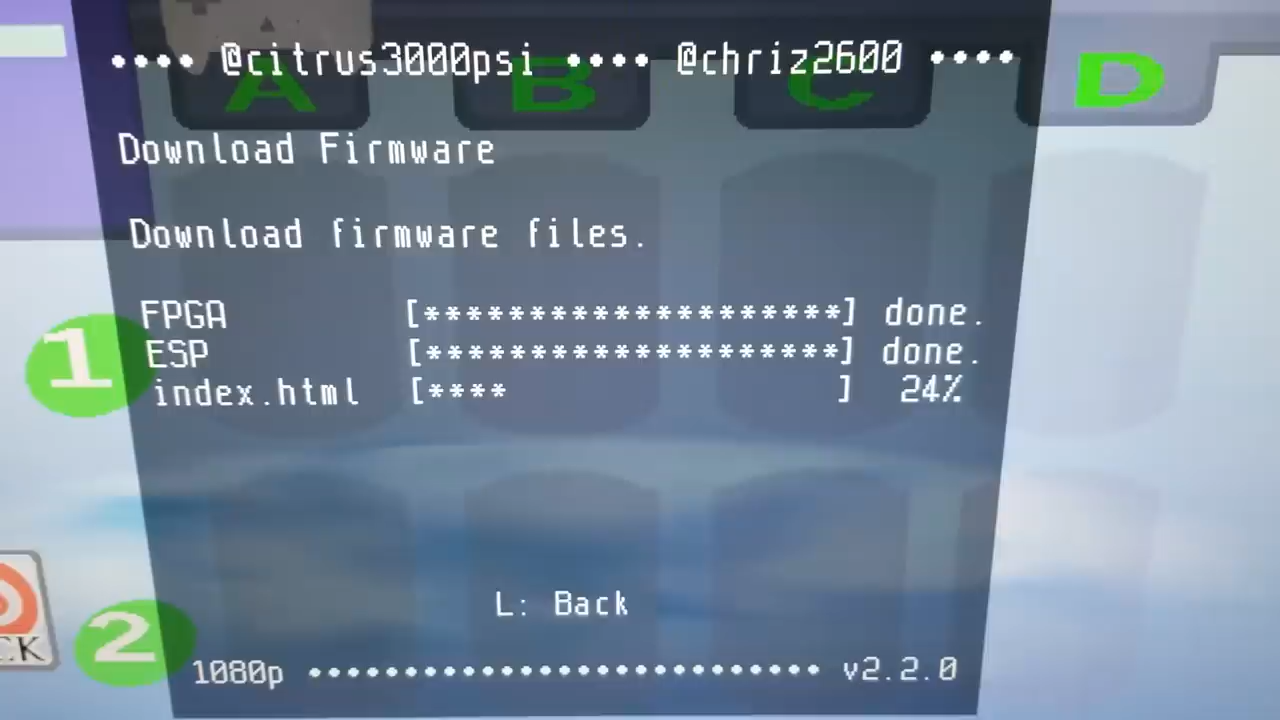 •••• @citrus3000psi •••• @chriz2600 ••••
A B C D
Download Firmware
Download firmware files.
FPGA [********************] done.
1
ESP [********************] done.
index.html [**** ] 24%
L: Back
2
CK
1080p ••••••••••••••••••••••••••• v2.2.0